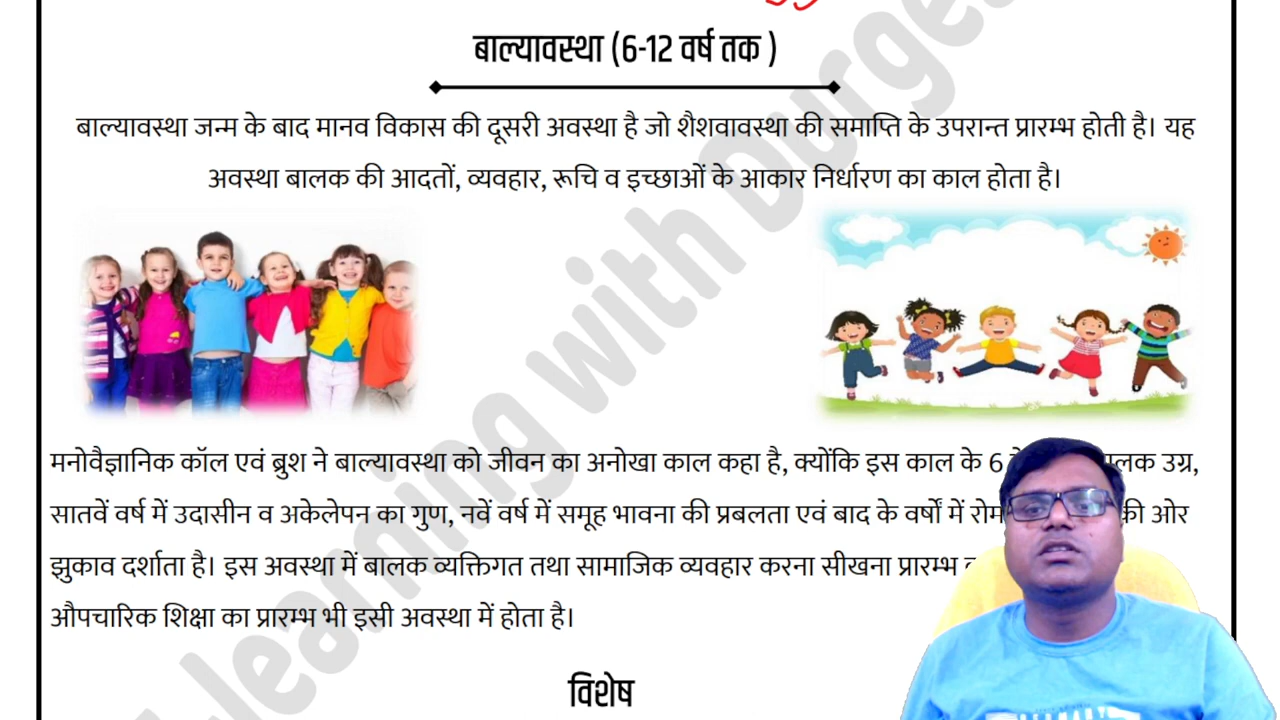 बाल्यावस्था (6-12 वर्ष तक )
बाल्यावस्था जन्म के बाद मानव विकास की दूसरी अवस्था है जो शैशवावस्था की समाप्ति के उपरान्त प्रारम्भ होती है। यह
अवस्था बालक की आदतों, व्यवहार, रूचि व इच्छाओं के आकार निर्धारण का काल होता है।
मनोवैज्ञानिक कॉल एवं ब्रुश ने बाल्यावस्था को जीवन का अनोखा काल कहा है, क्योंकि इस काल के 6 उग्र,
सातवें वर्ष में उदासीन व अकेलेपन का गुण, नवें वर्ष में समूह भावना की प्रबलता एवं बाद के वर्षों में की ओर
झुकाव दर्शाता है। इस अवस्था में बालक व्यक्तिगत तथा सामाजिक व्यवहार करना सीखना प्रारम्भ
औपचारिक शिक्षा का प्रारम्भ भी इसी अवस्था में होता है।
विशेष
Learning with